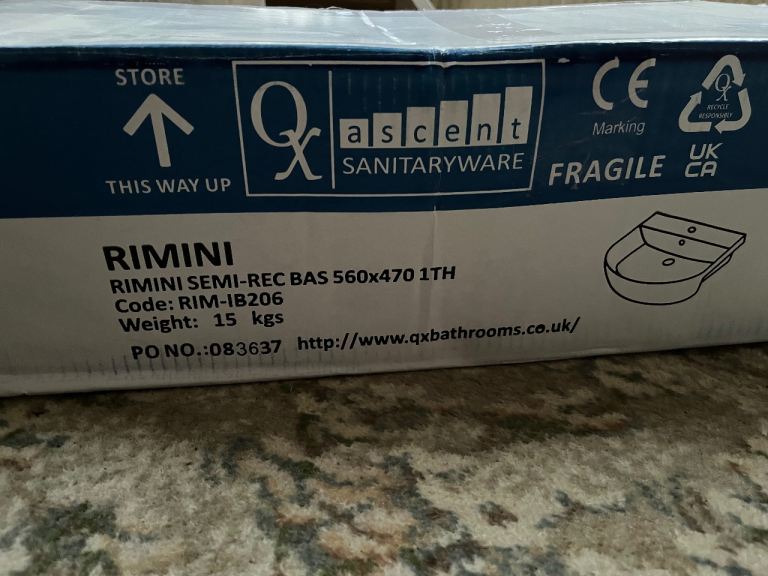 STORE
THIS WAY UP
Qx
ascent
SANITARYWARE
CE
Marking
FRAGILE
Qx
RECYCLE
RESPONSIBLY
UK
CA
RIMINI
RIMINI SEMI-REC BAS 560x470 1TH
Code: RIM-IB206
Weight: 15 kgs
PO NO.:083637 http://www.qxbathrooms.co.uk/